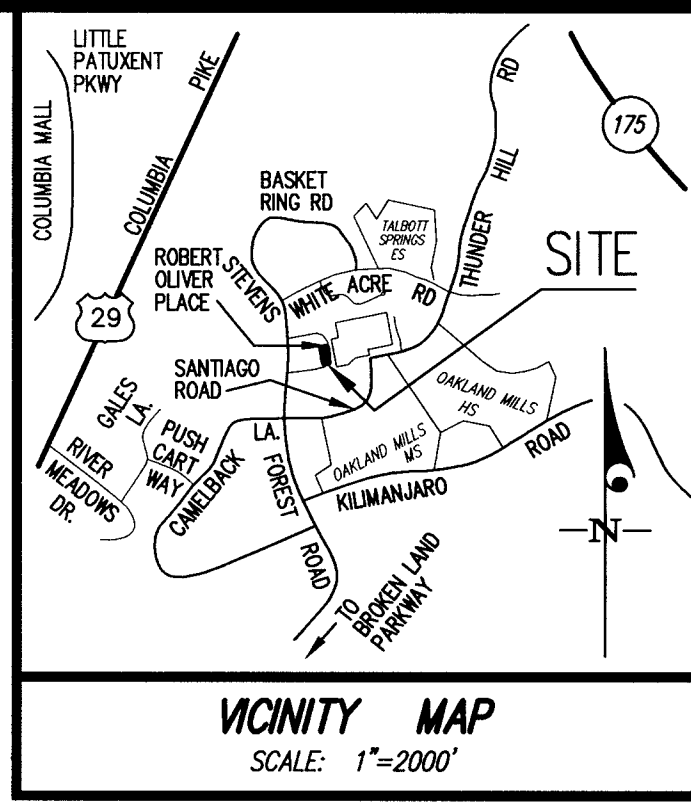 LITTLE
PATUXENT
PKWY
COLUMBIA MALL
COLUMBIA PIKE
29
175
BASKET
RING RD
TALBOTT
SPRINGS
ES
THUNDER HILL RD
ROBERT
OLIVER
PLACE
STEVENS
WHITE ACRE RD
SITE
SANTIAGO
ROAD
OAKLAND MILLS
HS
GALES
LA.
PUSH
CART
WAY
RIVER
MEADOWS
DR.
CAMELBACK LA.
FOREST
ROAD
OAKLAND MILLS
MS
KILIMANJARO ROAD
N
TO
BROKEN LAND
PARKWAY
VICINITY MAP
SCALE: 1"=2000'